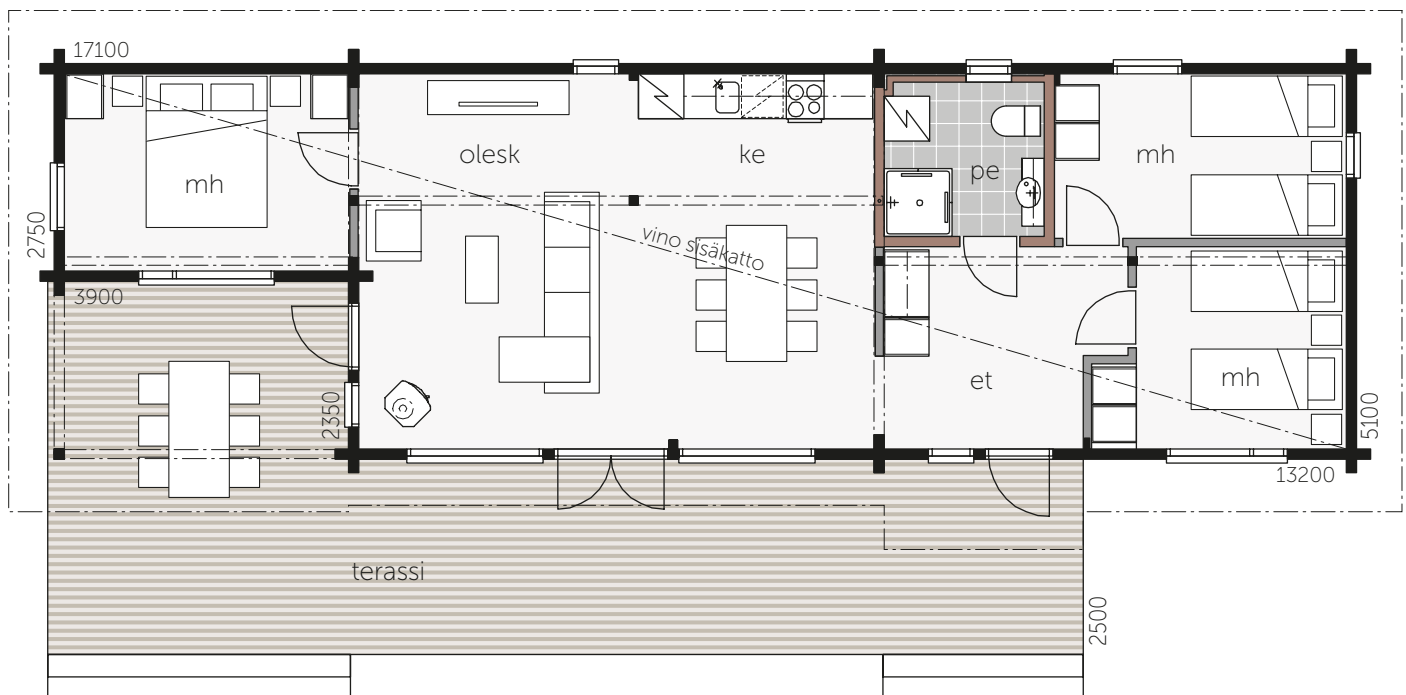 17100
olesk
ke
mh
mh
pe
2750
vino sisäkatto
3900
et
mh
2350
5100
13200
terassi
2500